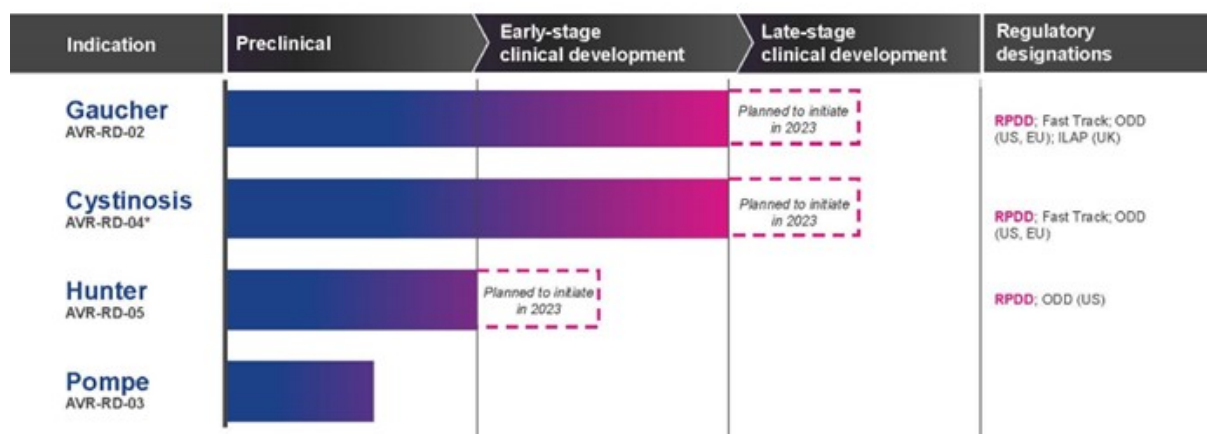 Indication
Preclinical
Early-stage
clinical development
Late-stage
clinical development
Regulatory
designations
Gaucher
AVR-RD-02
Planned to initiate
in 2023
RPDD; Fast Track; ODD
(US, EU); ILAP (UK)
Cystinosis
AVR-RD-04*
Planned to initiate
in 2023
RPDD; Fast Track; ODD
(US, EU)
Hunter
AVR-RD-05
Planned to initiate
in 2023
RPDD; ODD (US)
Pompe
AVR-RD-03